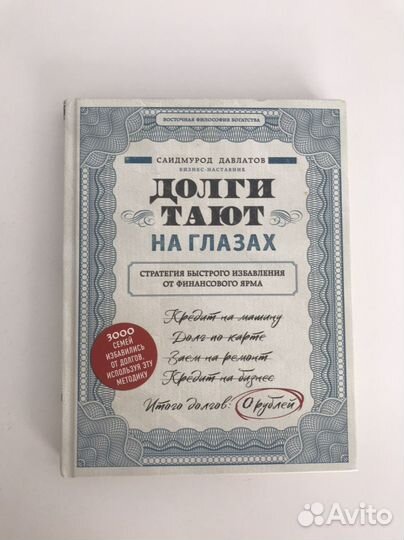 ВОСТОЧНАЯ ФИЛОСОФИЯ БОГАТСТВА
САИДМУРОД ДАВЛАТОВ
БИЗНЕС-НАСТАВНИК
ДОЛГИ
ТАЮТ
НА ГЛАЗАХ
СТРАТЕГИЯ БЫСТРОГО ИЗБАВЛЕНИЯ
ОТ ФИНАНСОВОГО ЯРМА
Кредит на машину
Долг по карте
Заем на ремонт
Кредит на бизнес
Итого долгов: 0 рублей
3000
СЕМЕЙ
ИЗБАВИЛИСЬ
ОТ ДОЛГОВ,
ИСПОЛЬЗУЯ ЭТУ
МЕТОДИКУ
Avito